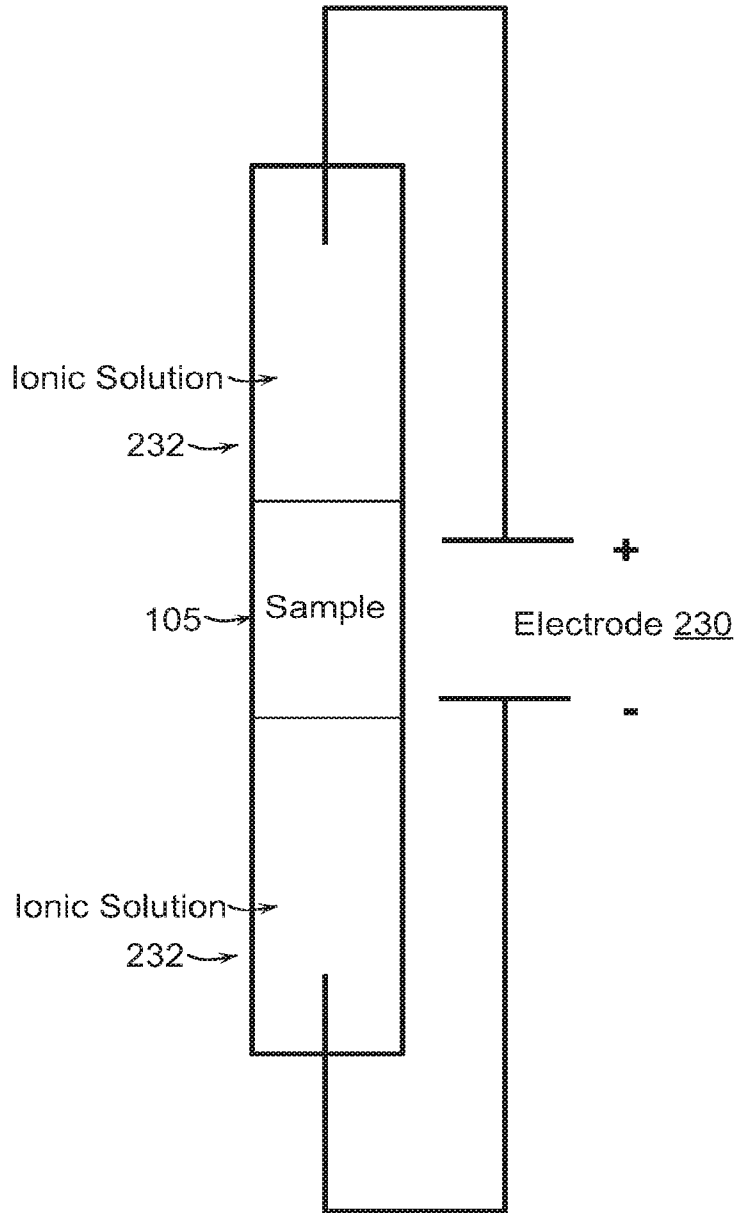 Ionic Solution
232
+
105
Sample
Electrode 230
-
Ionic Solution
232